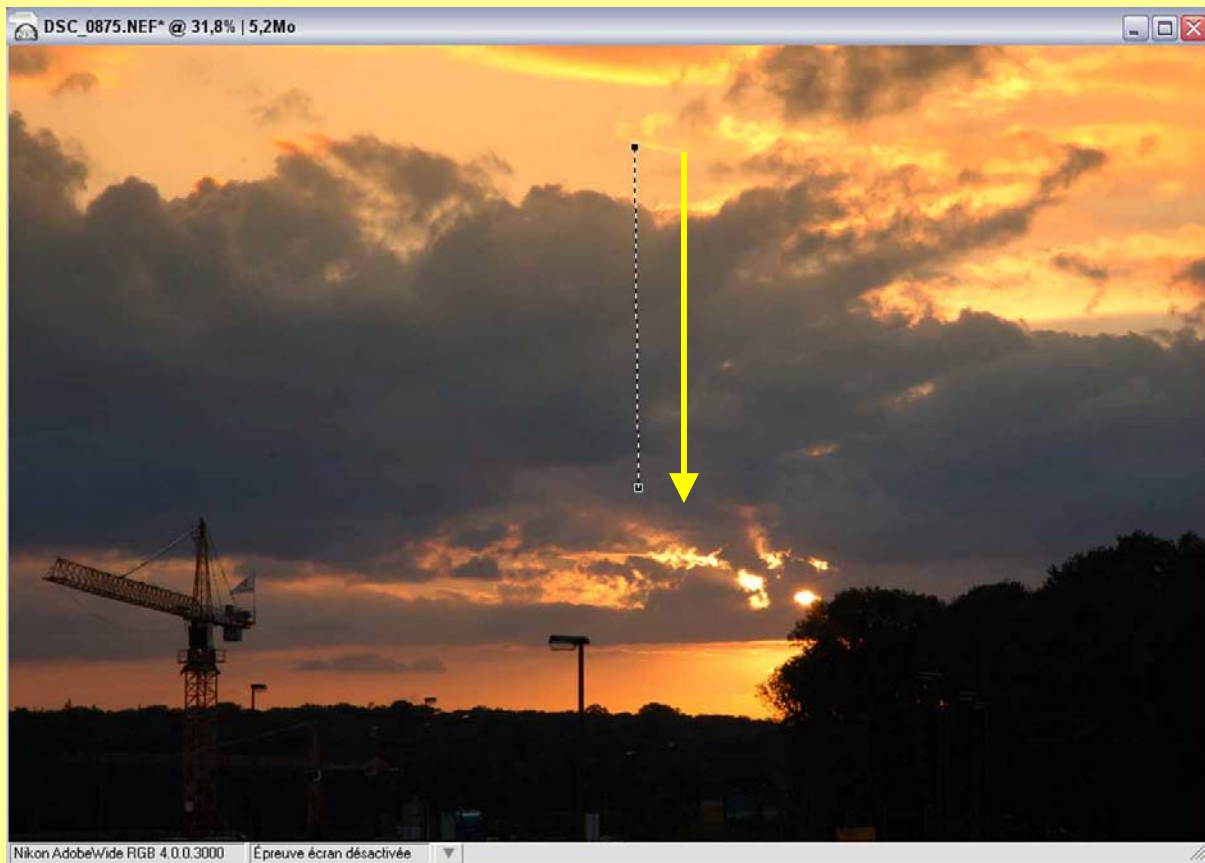 DSC_0875.NEF* @ 31,8% | 5,2Mo
Nikon AdobeWide RGB 4.0.0.3000 Épreuve écran désactivée